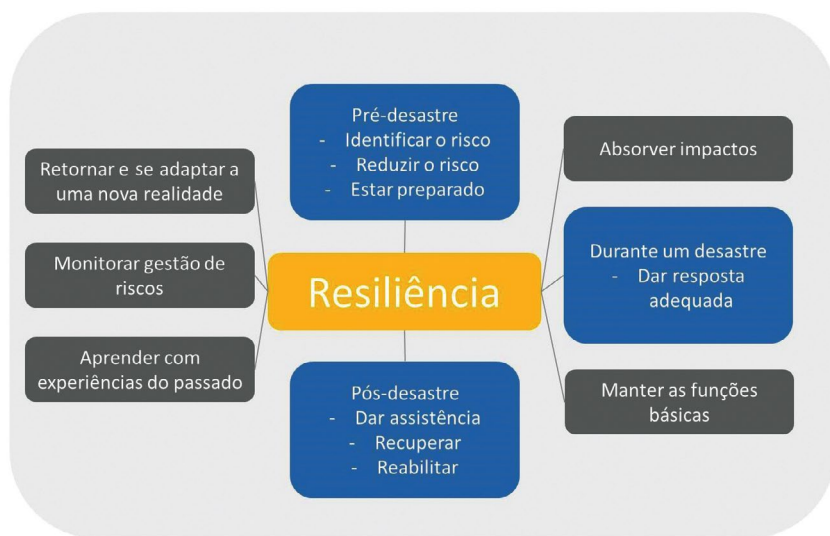 Pré-desastre
- Identificar o risco
- Reduzir o risco
- Estar preparado
Retornar e se adaptar a
uma nova realidade
Monitorar gestão de
riscos
Aprender com
experiências do passado
Resiliência
Absorver impactos
Durante um desastre
- Dar resposta
adequada
Manter as funções
básicas
Pós-desastre
- Dar assistência
- Recuperar
- Reabilitar